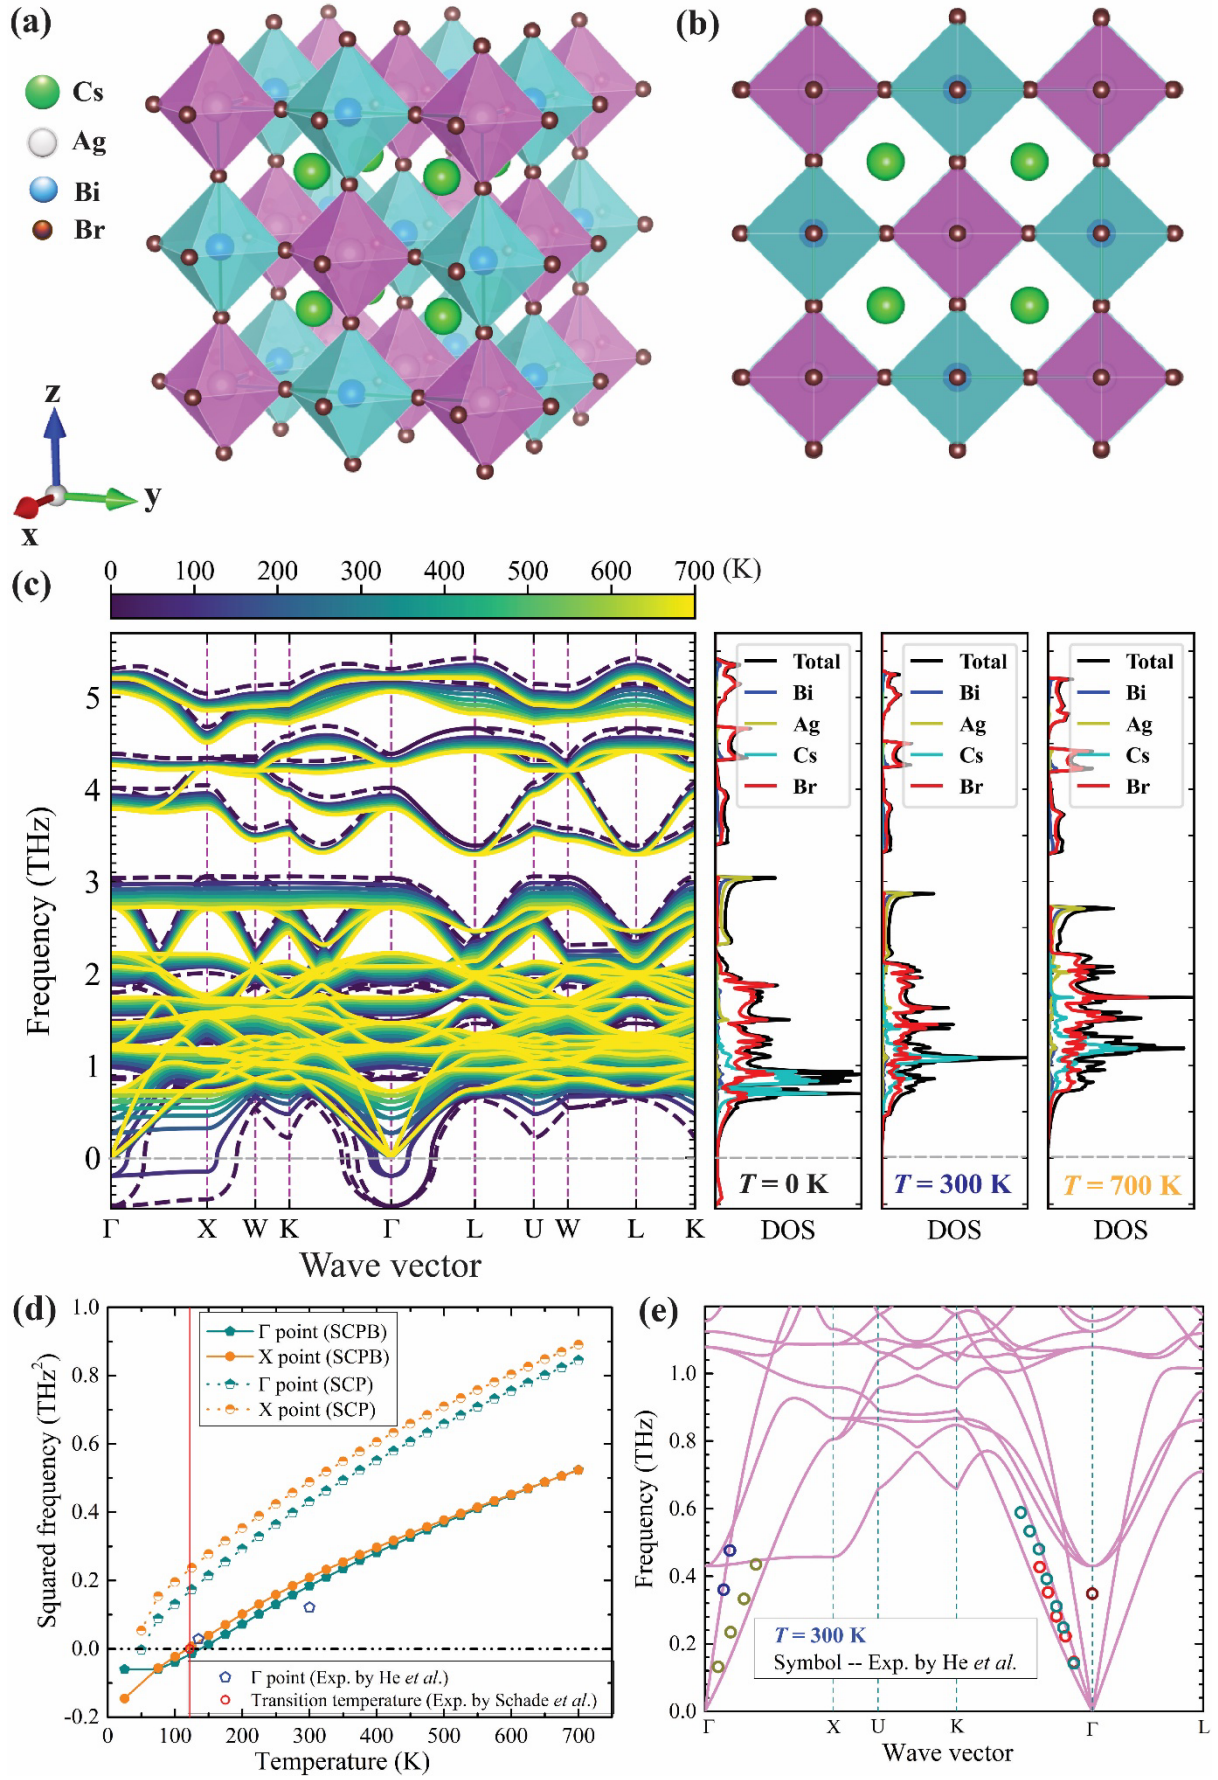 (a)
Cs
Ag
Bi
Br
z
y
x
(b)
(c)
0 100 200 300 400 500 600 700 (K)
Frequency (THz)
5
4
3
2
1
0
Γ X W K Γ L U W L K
Wave vector
Total
Bi
Ag
Cs
Br
T = 0 K
DOS
Total
Bi
Ag
Cs
Br
T = 300 K
DOS
Total
Bi
Ag
Cs
Br
T = 700 K
DOS
(d)
Squared frequency (THz²)
1.0
0.8
0.6
0.4
0.2
0.0
-0.2
Γ point (SCPB)
X point (SCPB)
Γ point (SCP)
X point (SCP)
Γ point (Exp. by He et al.)
Transition temperature (Exp. by Schade et al.)
0 100 200 300 400 500 600 700
Temperature (K)
(e)
Frequency (THz)
1.0
0.8
0.6
0.4
0.2
0.0
T = 300 K
Symbol -- Exp. by He et al.
Γ X U K Γ L
Wave vector